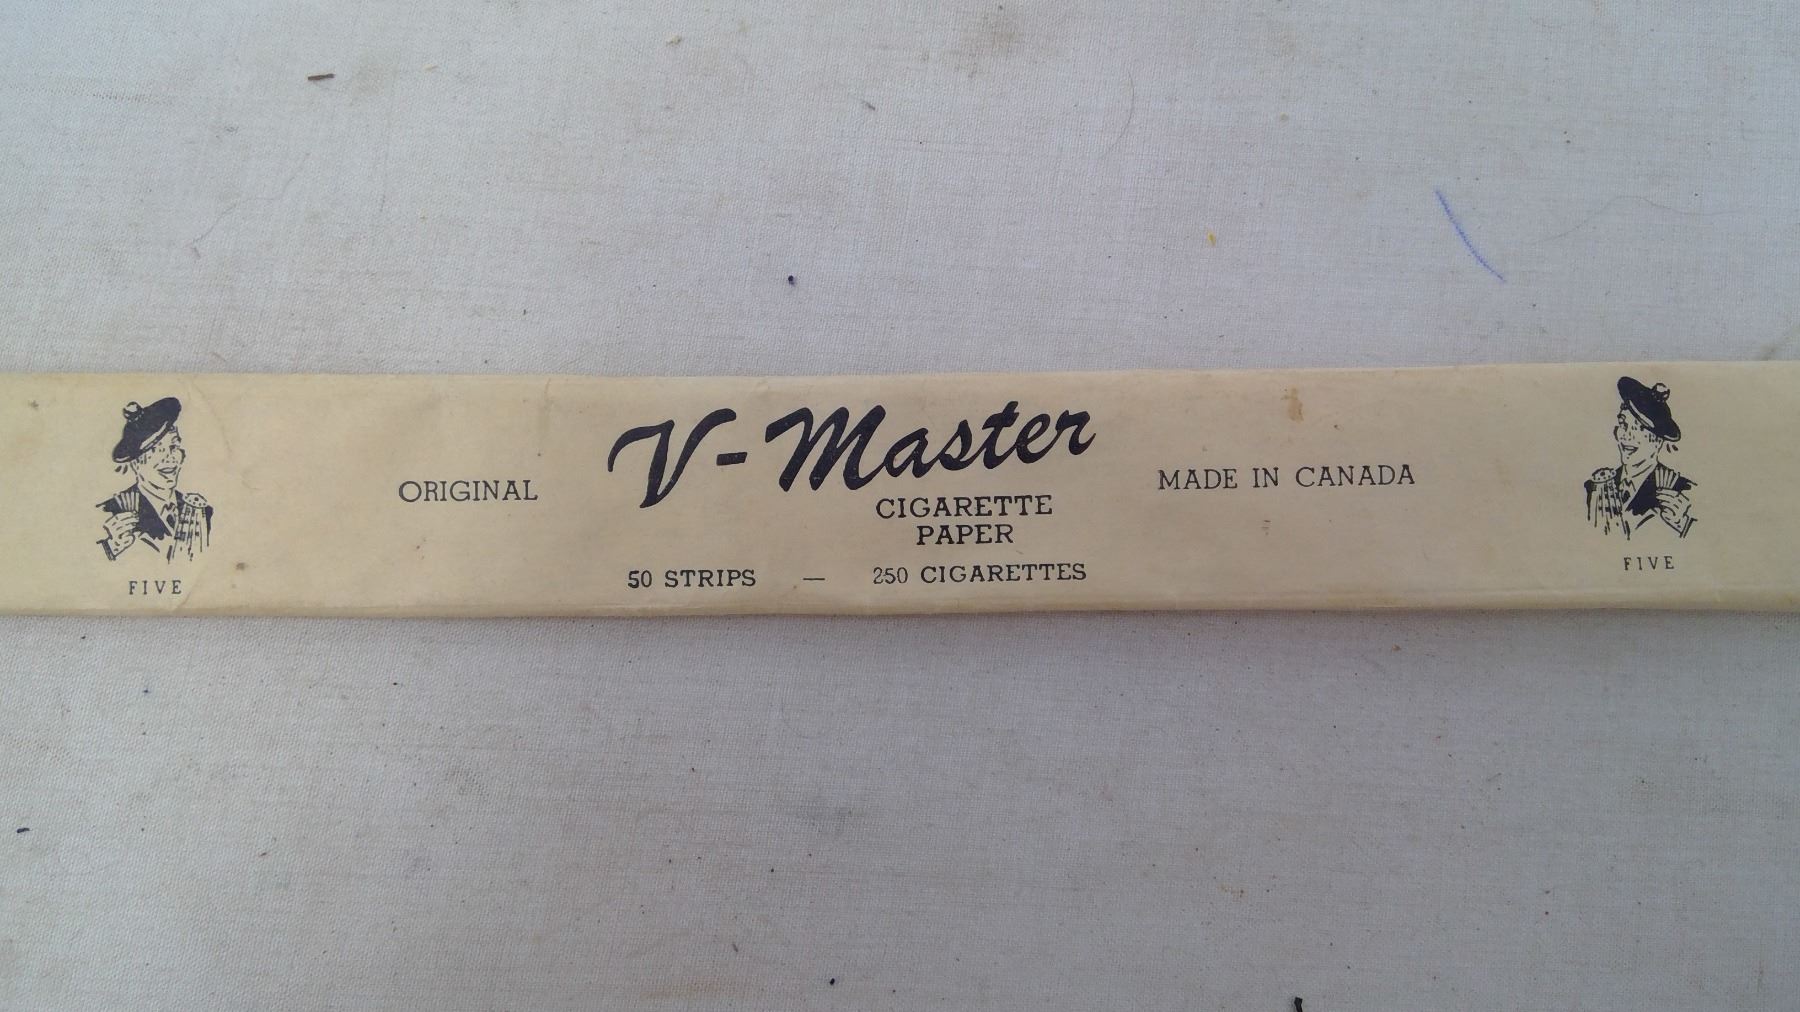 ORIGINAL
V-Master
CIGARETTE
PAPER
MADE IN CANADA
50 STRIPS — 250 CIGARETTES
FIVE
FIVE